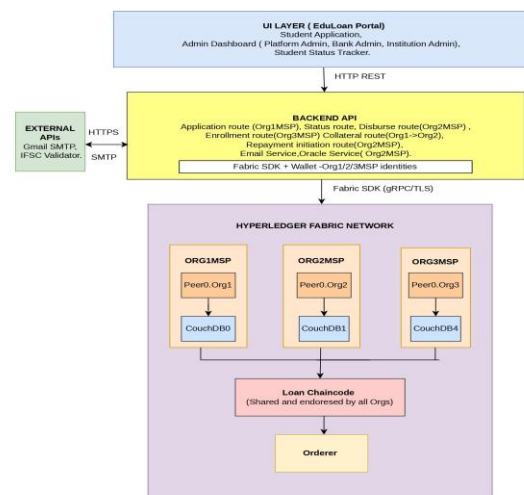 UI LAYER ( EduLoan Portal)
Student Application,
Admin Dashboard ( Platform Admin, Bank Admin, Institution Admin),
Student Status Tracker.
HTTP REST
BACKEND API
Application route (Org1MSP), Status route, Disburse route(Org2MSP) ,
Enrollment route(Org3MSP) Collateral route(Org1->Org2),
Repayment initiation route(Org2MSP),
Email Service,Oracle Service( Org2MSP).
Fabric SDK + Wallet -Org1/2/3MSP identities
EXTERNAL
APIs
Gmail SMTP,
IFSC Validator.
HTTPS
SMTP
Fabric SDK (gRPC/TLS)
HYPERLEDGER FABRIC NETWORK
ORG1MSP
ORG2MSP
ORG3MSP
Peer0.Org1
Peer0.Org2
Peer0.Org3
CouchDB0
CouchDB1
CouchDB4
Loan Chaincode
(Shared and endoresed by all Orgs)
Orderer